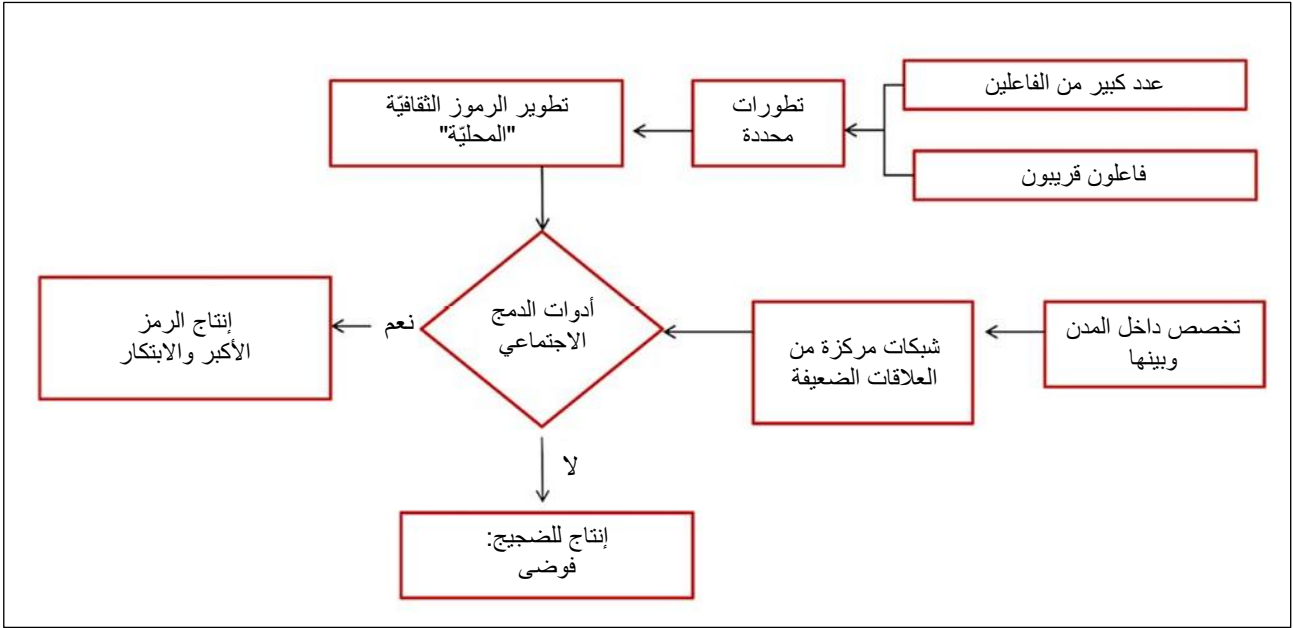 عدد كبير من الفاعلين
فاعلون قريبون
تطورات
محددة
تطوير الرموز الثقافيّة
"المحليّة"
تخصص داخل المدن
وبينها
شبكات مركزة من
العلاقات الضعيفة
أدوات الدمج
الاجتماعي
نعم
إنتاج الرمز
الأكبر والابتكار
لا
إنتاج للضجيج:
فوضى